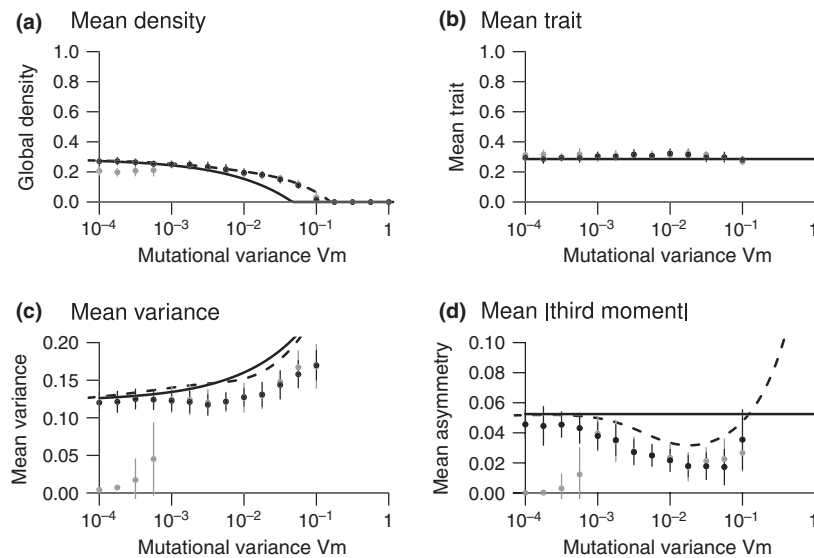 (a) Mean density
1.0
0.8
0.6
0.4
0.2
0.0
Global density
10⁻⁴ 10⁻³ 10⁻² 10⁻¹ 1
Mutational variance Vm
(b) Mean trait
1.0
0.8
0.6
0.4
0.2
0.0
Mean trait
10⁻⁴ 10⁻³ 10⁻² 10⁻¹ 1
Mutational variance Vm
(c) Mean variance
0.20
0.15
0.10
0.05
0.00
Mean variance
10⁻⁴ 10⁻³ 10⁻² 10⁻¹ 1
Mutational variance Vm
(d) Mean |third moment|
0.10
0.08
0.06
0.04
0.02
0.00
Mean asymmetry
10⁻⁴ 10⁻³ 10⁻² 10⁻¹ 1
Mutational variance Vm